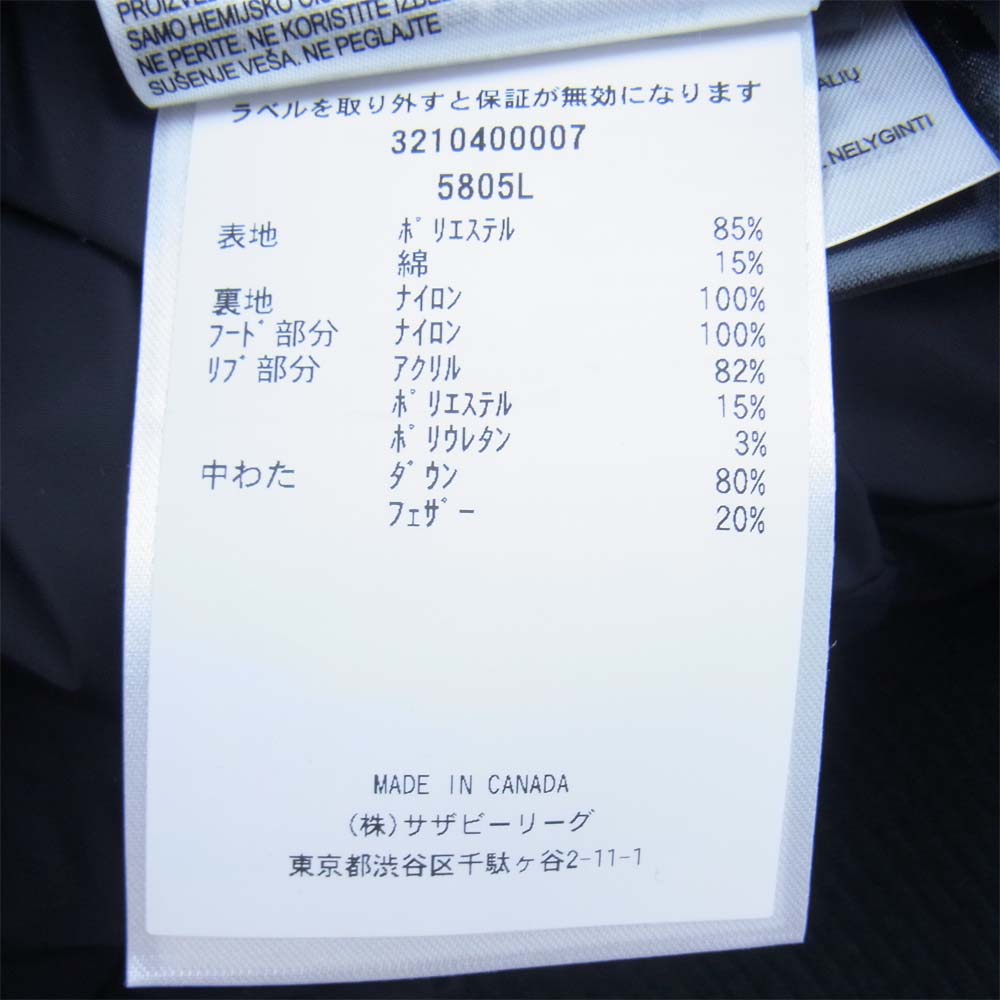 SAMO HEMIJSKO
NE PERITE. NE KORISTITE
SUŠENJE VEŠA. NE PEGLAJTE
NELYGINTI
ラベルを取り外すと保証が無効になります
3210400007
5805L
表地 ﾎﾟﾘｴｽﾃﾙ 85%
綿 15%
裏地 ﾅｲﾛﾝ 100%
ﾌｰﾄﾞ部分 ﾅｲﾛﾝ 100%
ﾘﾌﾞ部分 ｱｸﾘﾙ 82%
ﾎﾟﾘｴｽﾃﾙ 15%
ﾎﾟﾘｳﾚﾀﾝ 3%
中わた ﾀﾞｳﾝ 80%
ﾌｪｻﾞｰ 20%
MADE IN CANADA
(株)サザビーリーグ
東京都渋谷区千駄ヶ谷2-11-1